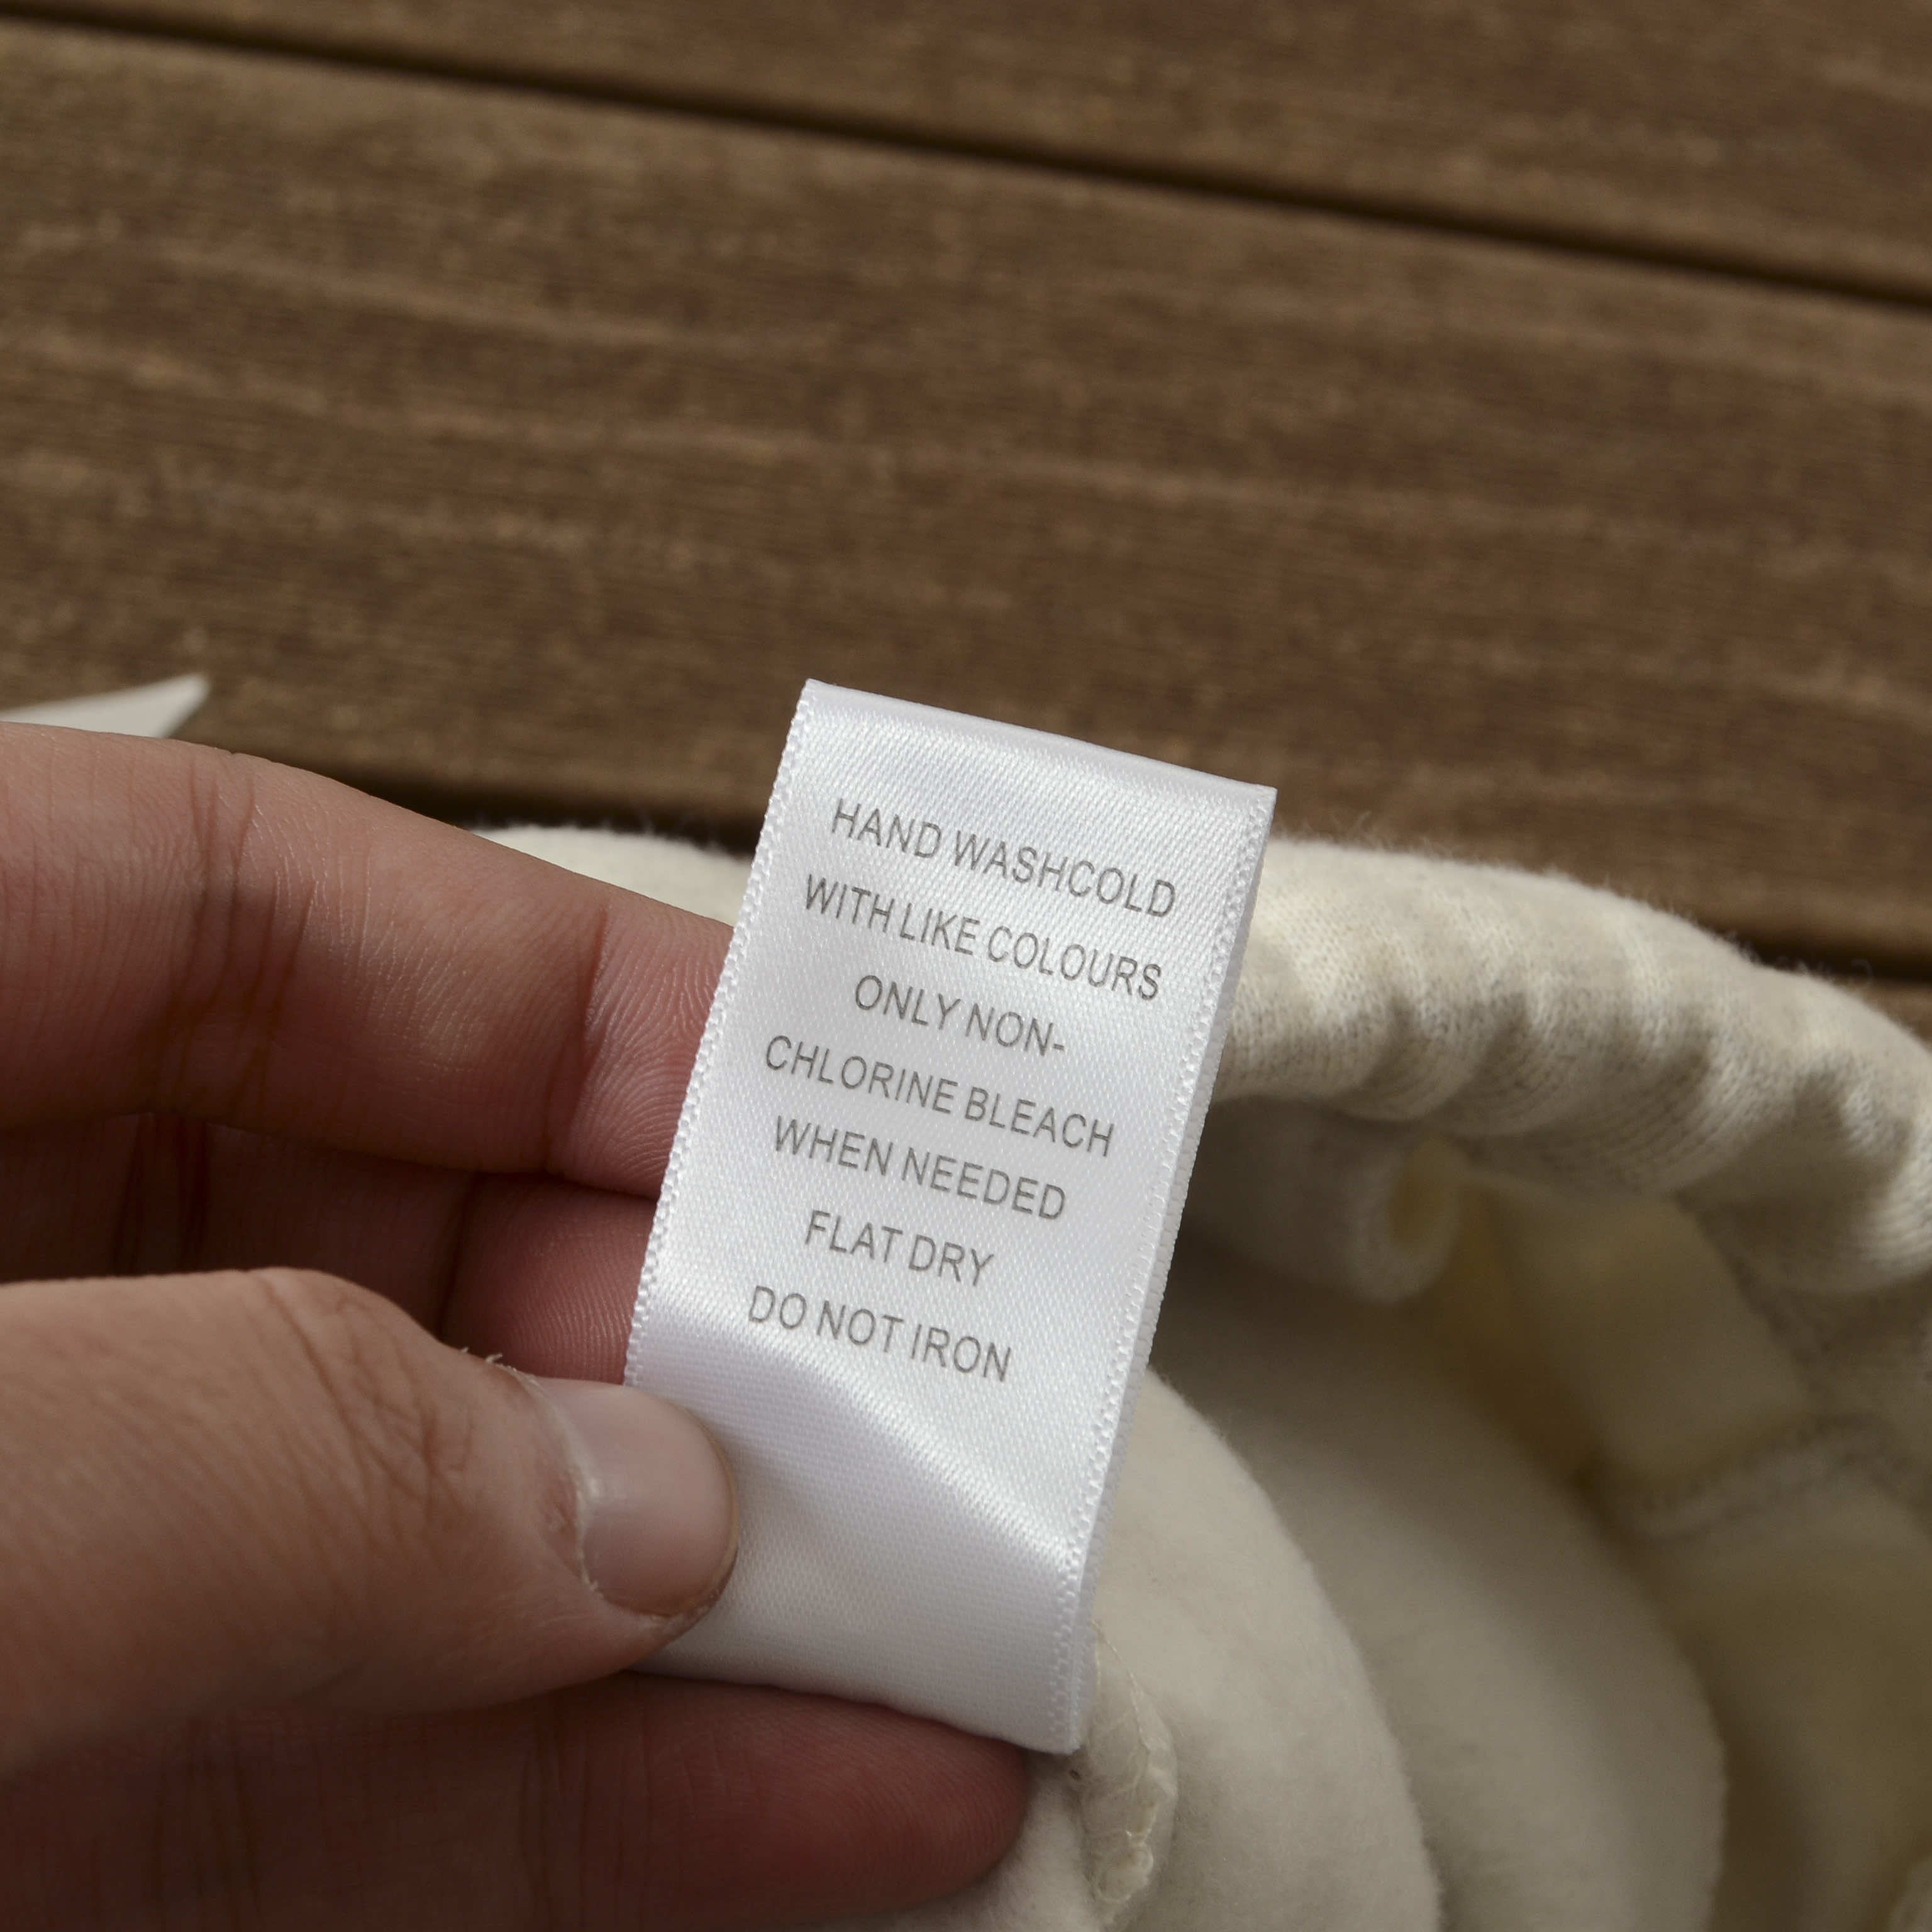 HAND WASHCOLD
WITH LIKE COLOURS
ONLY NON-
CHLORINE BLEACH
WHEN NEEDED
FLAT DRY
DO NOT IRON